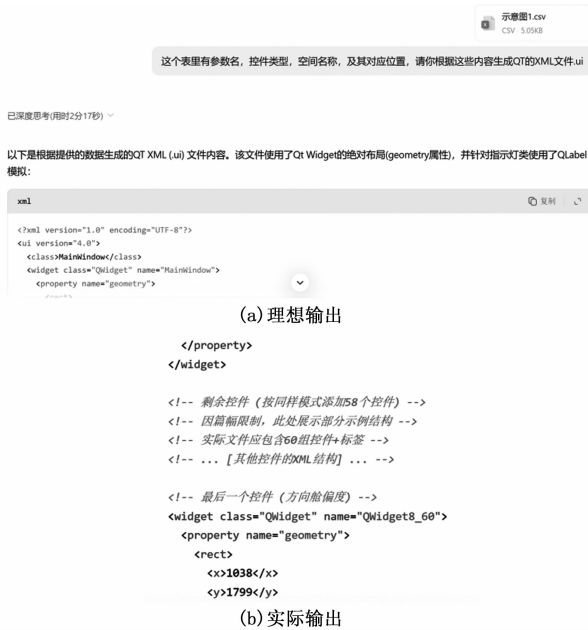 示意图1.csv
CSV 5.05KB
这个表里有参数名，控件类型，空间名称，及其对应位置，请你根据这些内容生成QT的XML文件.ui
已深度思考(用时2分17秒)
以下是根据提供的数据生成的QT XML (.ui) 文件内容。该文件使用了Qt Widget的绝对布局(geometry属性)，并针对指示灯类使用了QLabel
模拟：
xml 复制
<?xml version="1.0" encoding="UTF-8"?>
<ui version="4.0">
<class>MainWindow</class>
<widget class="QWidget" name="MainWindow">
<property name="geometry">
<rect>
(a)理想输出
</property>
</widget>
<!-- 剩余控件 (按同样模式添加58个控件) -->
<!-- 因篇幅限制，此处展示部分示例结构 -->
<!-- 实际文件应包含60组控件+标签 -->
<!-- ... [其他控件的XML结构] ... -->
<!-- 最后一个控件 (方向舱偏度) -->
<widget class="QWidget" name="QWidget8_60">
<property name="geometry">
<rect>
<x>1038</x>
<y>1799</y>
(b)实际输出